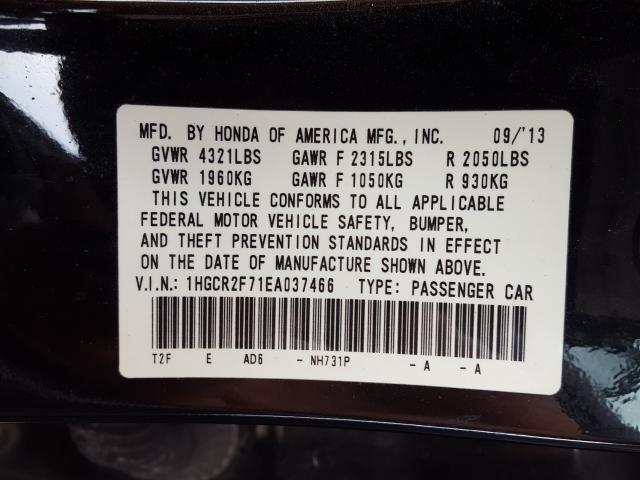 MFD. BY HONDA OF AMERICA MFG., INC. 09/'13
GVWR 4321LBS GAWR F 2315LBS R 2050LBS
GVWR 1960KG GAWR F 1050KG R 930KG
THIS VEHICLE CONFORMS TO ALL APPLICABLE
FEDERAL MOTOR VEHICLE SAFETY, BUMPER,
AND THEFT PREVENTION STANDARDS IN EFFECT
ON THE DATE OF MANUFACTURE SHOWN ABOVE.
V.I.N.: 1HGCR2F71EA037466 TYPE: PASSENGER CAR
T2F E AD6 - NH731P - A - A